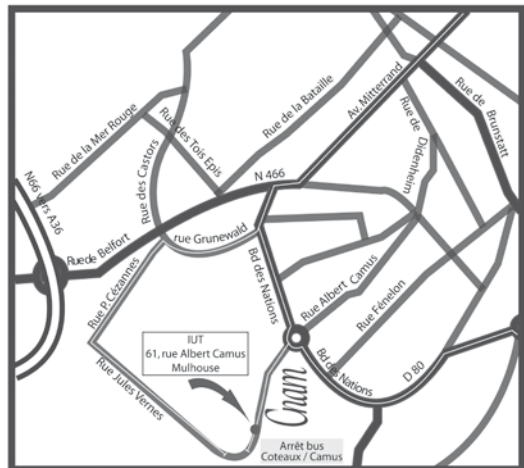 Rue de la Mer Rouge
Rue des Castors
Rue des Tois Epis
Rue de la Bataille
Av. Mitterrand
Rue de Didenheim
Rue de Brunstatt
N66 vers A36
N 466
Ruede Belfort
rue Grunewald
Bd des Nations
Rue Albert Camus
Rue Fénelon
Rue P. Cézannes
Rue Jules Vernes
IUT
61, rue Albert Camus
Mulhouse
Cnam
Bd des Nations
D 80
Arrêt bus
Coteaux / Camus